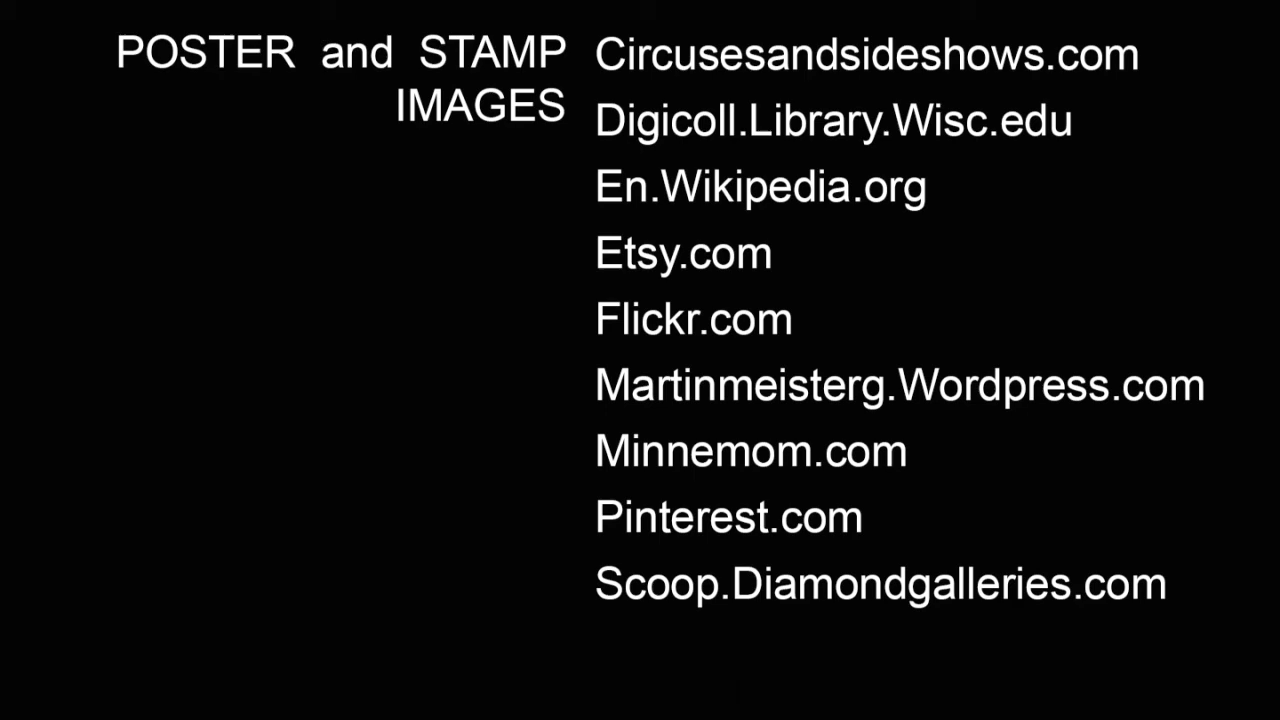 POSTER and STAMP
IMAGES
Circusesandsideshows.com
Digicoll.Library.Wisc.edu
En.Wikipedia.org
Etsy.com
Flickr.com
Martinmeisterg.Wordpress.com
Minnemom.com
Pinterest.com
Scoop.Diamondgalleries.com